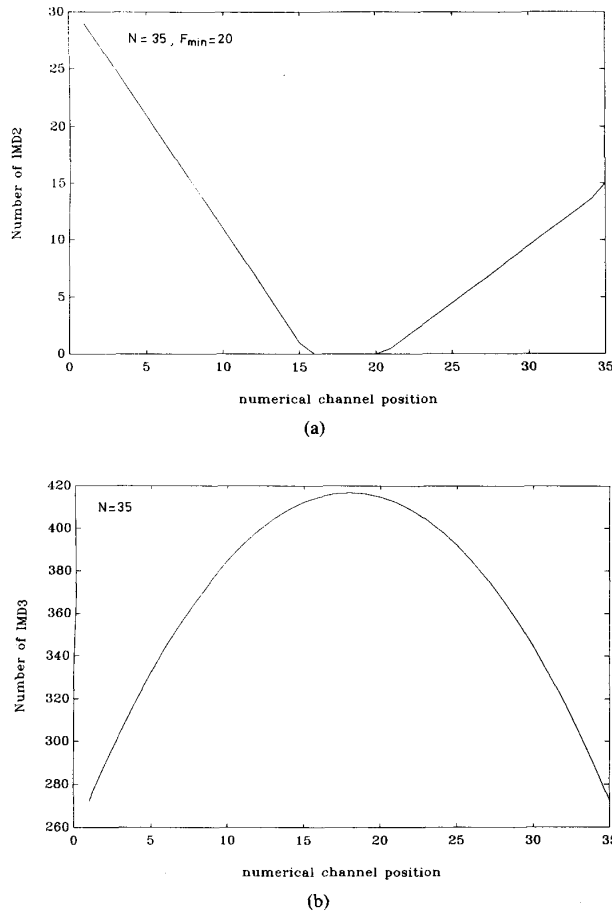 30
N=35, Fmin=20
25
20
15
10
5
0
Number of IMD2
0 5 10 15 20 25 30 35
numerical channel position
(a)
420
N=35
400
380
360
340
320
300
280
260
Number of IMD3
0 5 10 15 20 25 30 35
numerical channel position
(b)